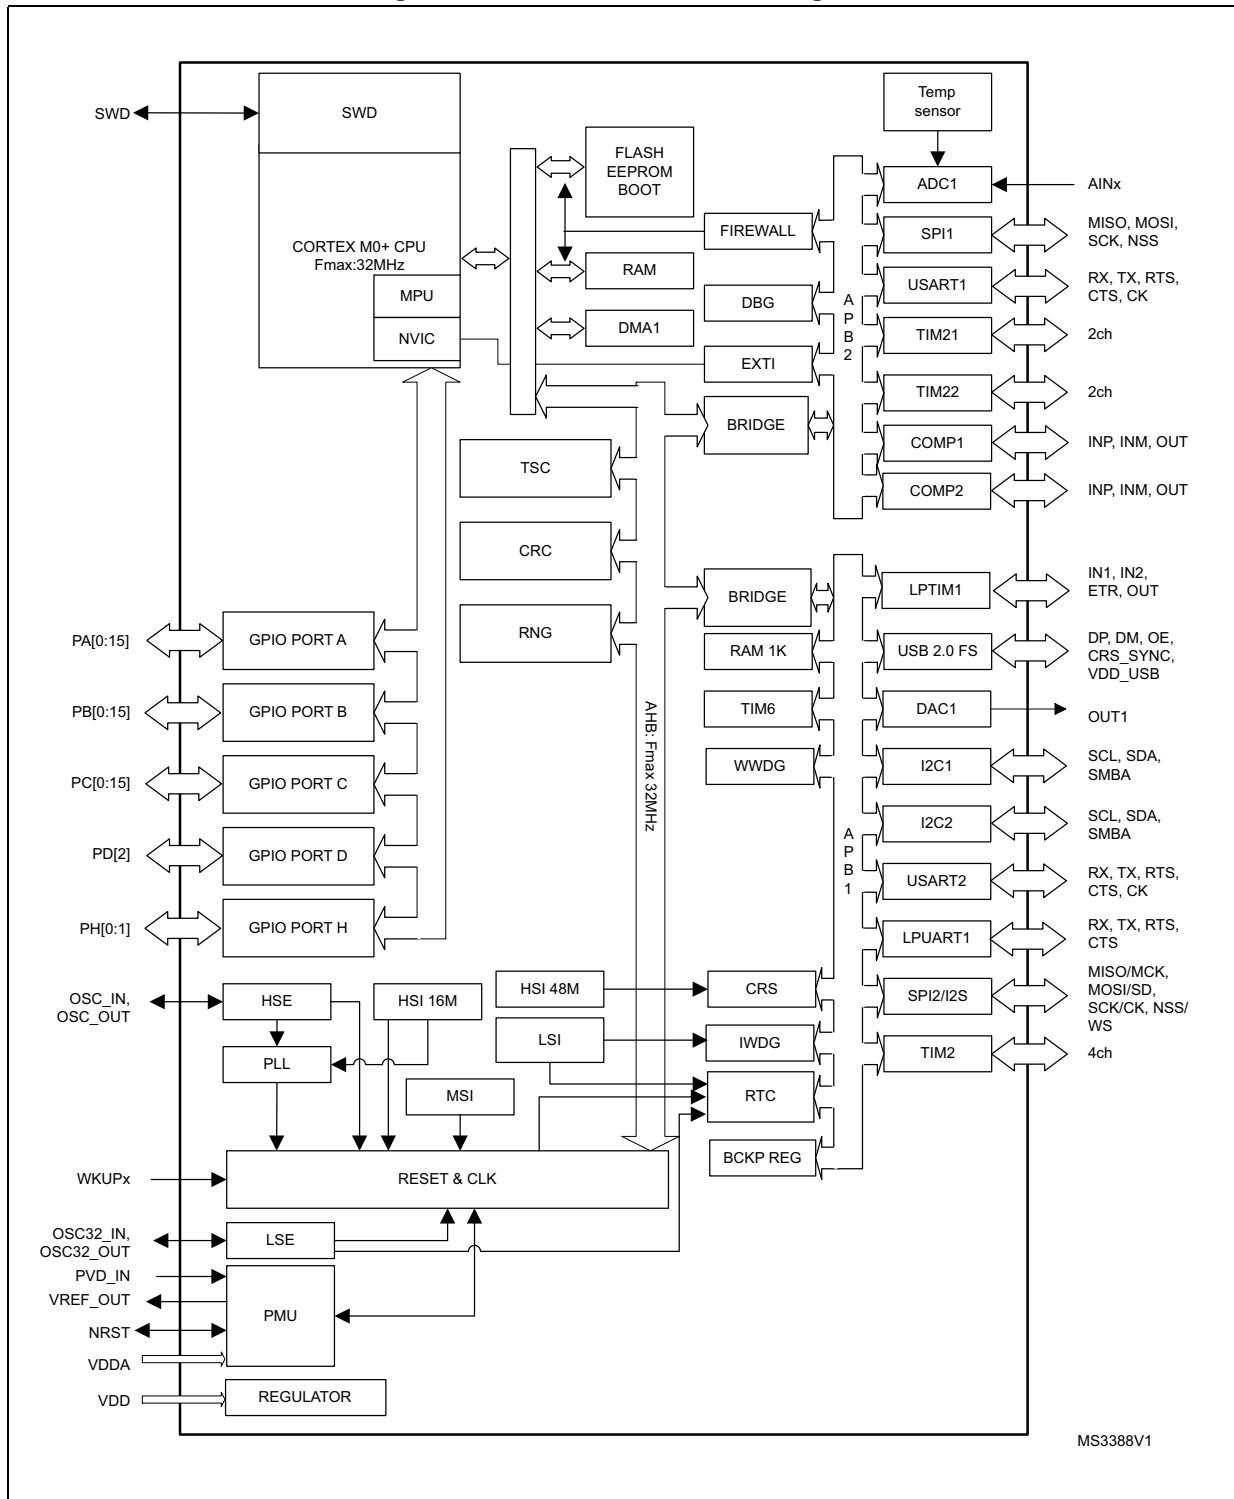 SWD
SWD
CORTEX M0+ CPU
Fmax:32MHz
MPU
NVIC
FLASH
EEPROM
BOOT
RAM
DMA1
FIREWALL
DBG
EXTI
BRIDGE
A
P
B
2
Temp
sensor
ADC1
AINx
SPI1
MISO, MOSI,
SCK, NSS
USART1
RX, TX, RTS,
CTS, CK
TIM21
2ch
TIM22
2ch
COMP1
INP, INM, OUT
COMP2
INP, INM, OUT
TSC
CRC
RNG
AHB: Fmax 32MHz
BRIDGE
RAM 1K
TIM6
WWDG
A
P
B
1
LPTIM1
IN1, IN2,
ETR, OUT
USB 2.0 FS
DP, DM, OE,
CRS_SYNC,
VDD_USB
DAC1
OUT1
I2C1
SCL, SDA,
SMBA
I2C2
SCL, SDA,
SMBA
USART2
RX, TX, RTS,
CTS, CK
LPUART1
RX, TX, RTS,
CTS
SPI2/I2S
MISO/MCK,
MOSI/SD,
SCK/CK, NSS/
WS
TIM2
4ch
PA[0:15]
GPIO PORT A
PB[0:15]
GPIO PORT B
PC[0:15]
GPIO PORT C
PD[2]
GPIO PORT D
PH[0:1]
GPIO PORT H
OSC_IN,
OSC_OUT
HSE
HSI 16M
HSI 48M
CRS
PLL
LSI
IWDG
MSI
RTC
BCKP REG
WKUPx
RESET & CLK
OSC32_IN,
OSC32_OUT
LSE
PVD_IN
VREF_OUT
NRST
VDDA
PMU
VDD
REGULATOR
MS3388V1